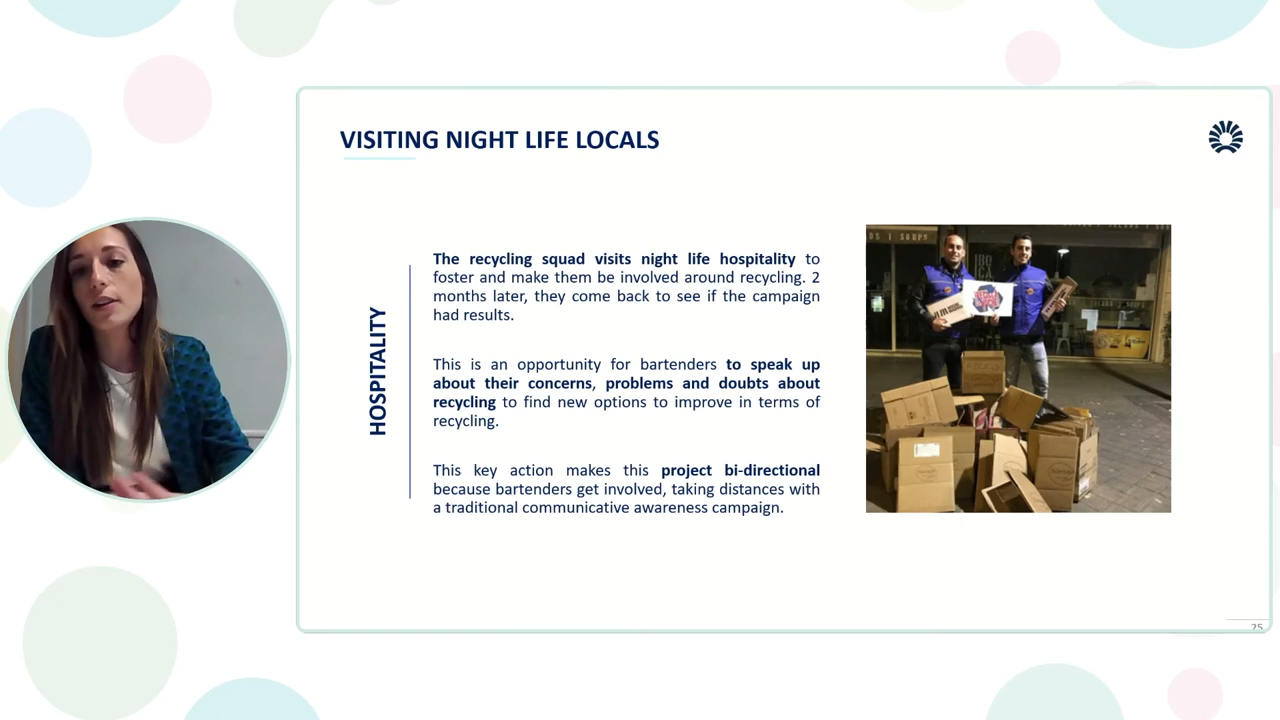 VISITING NIGHT LIFE LOCALS
HOSPITALITY
The recycling squad visits night life hospitality to
foster and make them be involved around recycling. 2
months later, they come back to see if the campaign
had results.
This is an opportunity for bartenders to speak up
about their concerns, problems and doubts about
recycling to find new options to improve in terms of
recycling.
This key action makes this project bi-directional
because bartenders get involved, taking distances with
a traditional communicative awareness campaign.
25